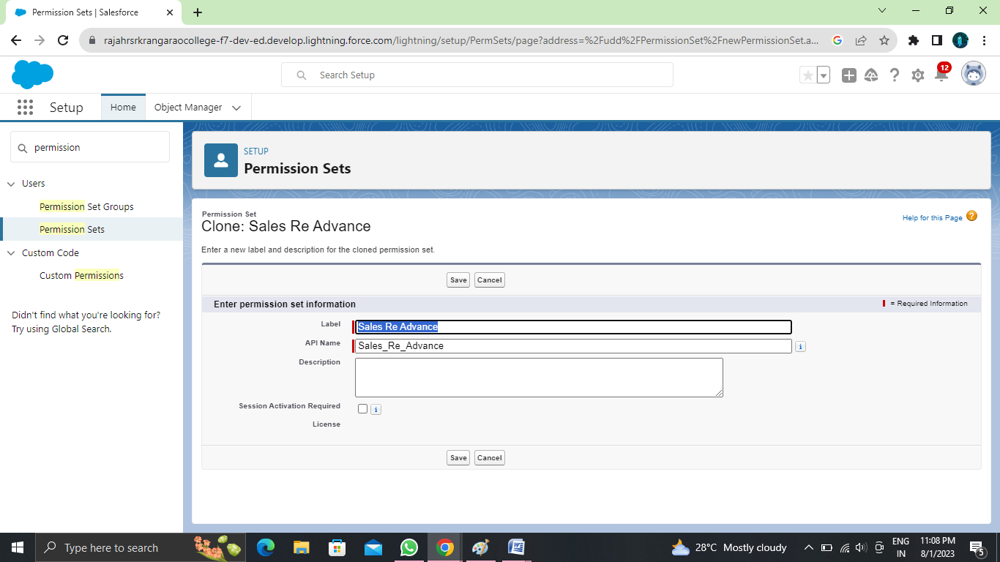 Permission Sets | Salesforce
rajahrsrkrangaraocollege-f7-dev-ed.develop.lightning.force.com/lightning/setup/PermSets/page?address=%2Fudd%2FPermissionSet%2FnewPermissionSet.a...
Search Setup
12
Setup
Home
Object Manager
permission
Users
Permission Set Groups
Permission Sets
Custom Code
Custom Permissions
Didn't find what you're looking for?
Try using Global Search.
SETUP
Permission Sets
Permission Set
Clone: Sales Re Advance
Help for this Page
Enter a new label and description for the cloned permission set.
Save Cancel
Enter permission set information
= Required Information
Label Sales Re Advance
API Name Sales_Re_Advance
Description
Session Activation Required
License
Save Cancel
Type here to search
28°C Mostly cloudy
ENG
IN
11:08 PM
8/1/2023
5